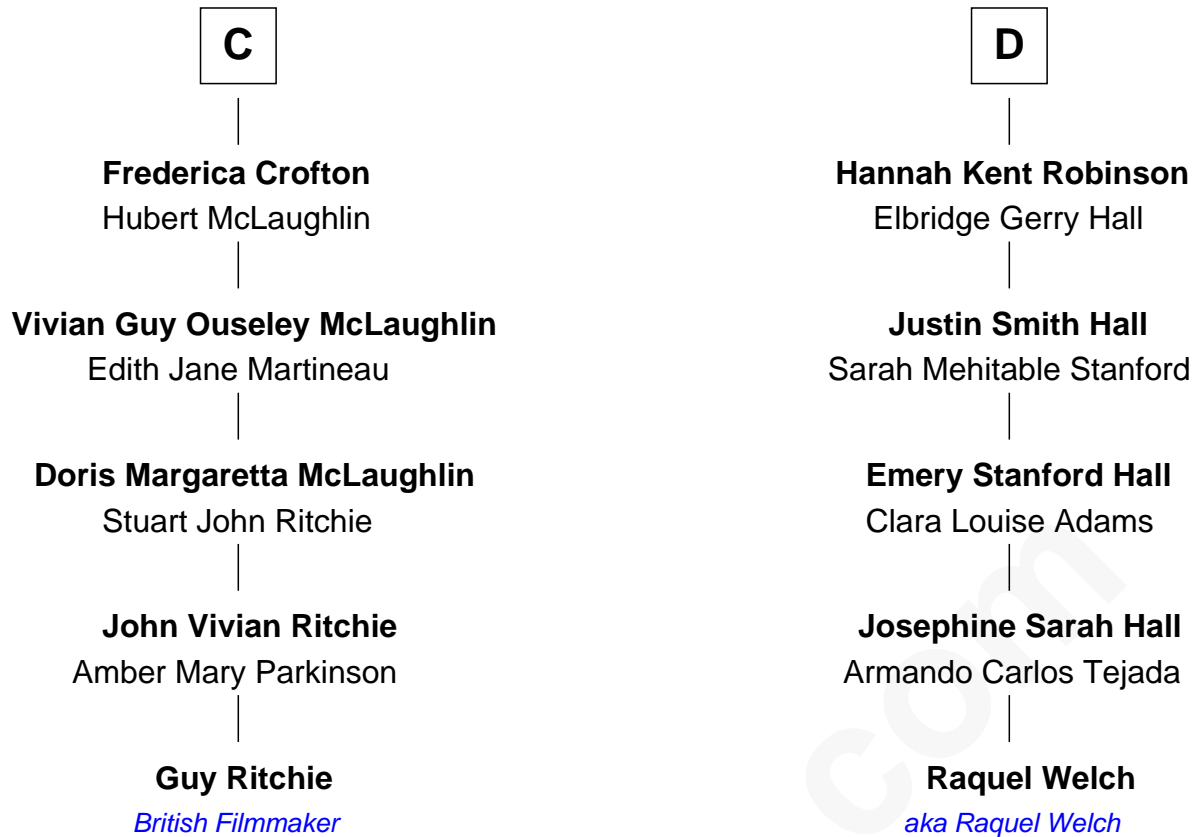 C
Frederica Crofton
Hubert McLaughlin
Vivian Guy Ouseley McLaughlin
Edith Jane Martineau
Doris Margaretta McLaughlin
Stuart John Ritchie
John Vivian Ritchie
Amber Mary Parkinson
Guy Ritchie
British Filmmaker
D
Hannah Kent Robinson
Elbridge Gerry Hall
Justin Smith Hall
Sarah Mehitable Stanford
Emery Stanford Hall
Clara Louise Adams
Josephine Sarah Hall
Armando Carlos Tejada
Raquel Welch
aka Raquel Welch
com